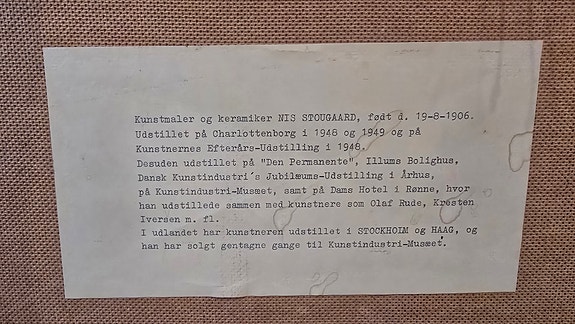 Kunstmaler og keramiker NIS STOUGAARD, født d. 19-8-1906.
Udstillet på Charlottenborg i 1948 og 1949 og på
Kunstnernes Efterårs-Udstilling i 1948.
Desuden udstillet på "Den Permanente", Illums Bolighus,
Dansk Kunstindustri's Jubilæums-Udstilling i Århus,
på Kunstindustri-Musæet, samt på Dams Hotel i Rønne, hvor
han udstillede sammen med kunstnere som Olaf Rude, Kresten
Iversen m. fl.
I udlandet har kunstneren udstillet i STOCKHOLM og HAAG, og
han har solgt gentagne gange til Kunstindustri-Musæet.